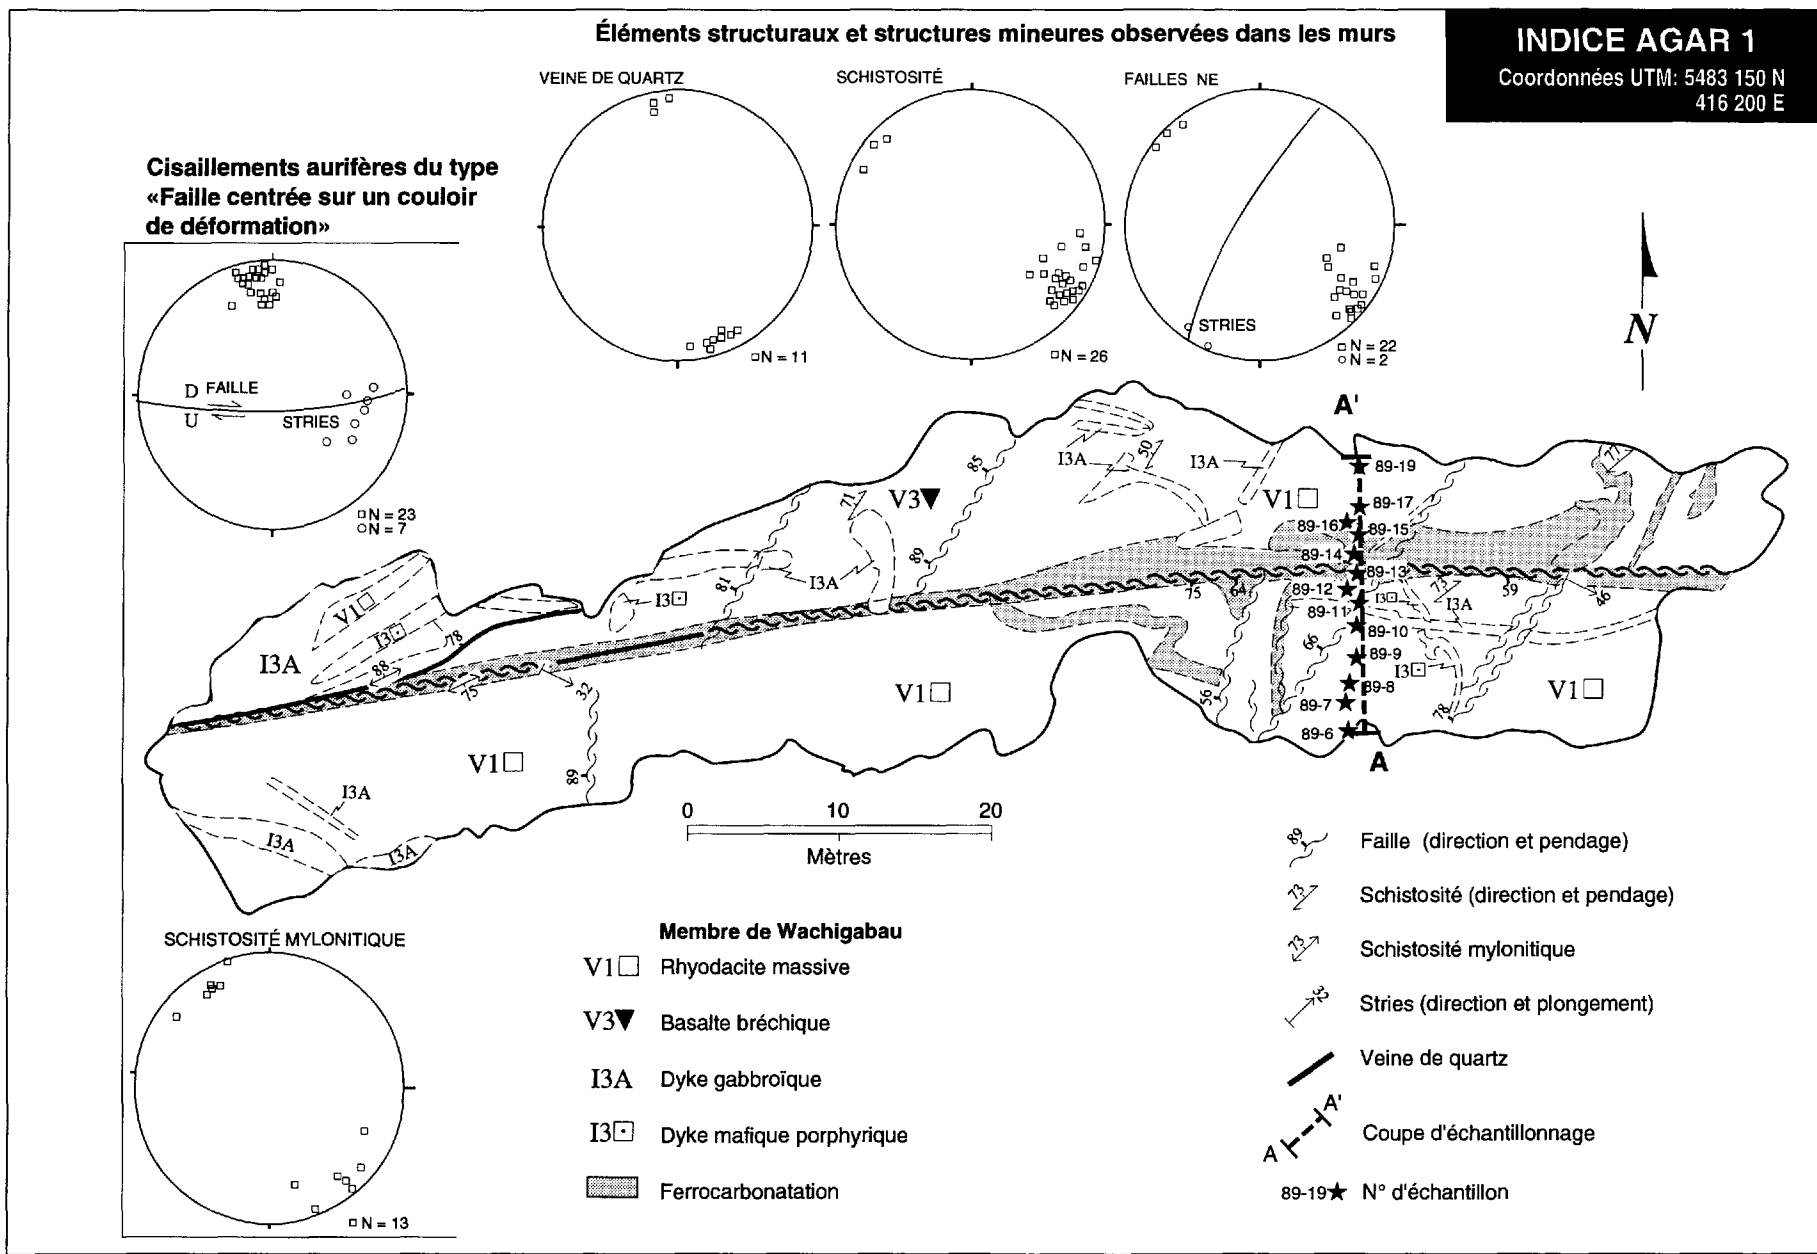 Éléments structuraux et structures mineures observées dans les murs
INDICE AGAR 1
Coordonnées UTM: 5483 150 N
416 200 E
VEINE DE QUARTZ
SCHISTOSITÉ
FAILLES NE
STRIES
N = 11
N = 26
N = 22
N = 2
N
Cisaillements aurifères du type
«Faille centrée sur un couloir
de déformation»
D FAILLE
U
STRIES
N = 23
N = 7
A'
89-19
89-17
89-16
89-15
89-14
89-13
89-12
89-11
89-10
89-9
89-8
89-7
89-6
A
V1
I3
I3A
78
88
75
32
89
V1
I3A
I3A
I3A
I3
81
71
I3A
V3
85
89
V1
I3A
50
I3A
V1
77
75
64
73
I3
I3A
59
46
66
56
I3
78
V1
0 10 20
Mètres
SCHISTOSITÉ MYLONITIQUE
N = 13
Membre de Wachigabau
V1 Rhyodacite massive
V3 Basalte bréchique
I3A Dyke gabbroïque
I3 Dyke mafique porphyrique
Ferrocarbonatation
89 Faille (direction et pendage)
73 Schistosité (direction et pendage)
73 Schistosité mylonitique
32 Stries (direction et plongement)
Veine de quartz
A A' Coupe d'échantillonnage
89-19 N° d'échantillon